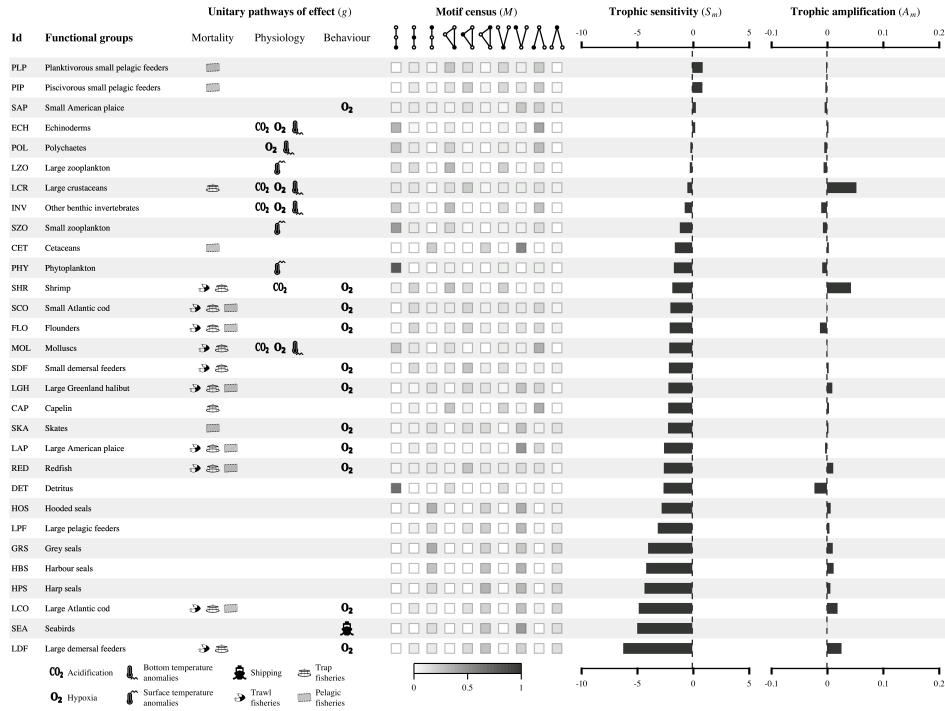 Unitary pathways of effect (g) Motif census (M) Trophic sensitivity (Sm) Trophic amplification (Am)
Id Functional groups Mortality Physiology Behaviour -10 -5 0 5 -0.1 0 0.1 0.2
PLP Planktivorous small pelagic feeders
PIP Piscivorous small pelagic feeders
SAP Small American plaice O2
ECH Echinoderms CO2 O2
POL Polychaetes O2
LZO Large zooplankton
LCR Large crustaceans CO2 O2
INV Other benthic invertebrates CO2 O2
SZO Small zooplankton
CET Cetaceans
PHY Phytoplankton
SHR Shrimp CO2 O2
SCO Small Atlantic cod O2
FLO Flounders O2
MOL Molluscs CO2 O2
SDF Small demersal feeders O2
LGH Large Greenland halibut O2
CAP Capelin
SKA Skates O2
LAP Large American plaice O2
RED Redfish O2
DET Detritus
HOS Hooded seals
LPF Large pelagic feeders
GRS Grey seals
HBS Harbour seals
HPS Harp seals
LCO Large Atlantic cod O2
SEA Seabirds
LDF Large demersal feeders O2
CO2 Acidification Bottom temperature anomalies Shipping Trap fisheries
O2 Hypoxia Surface temperature anomalies Trawl fisheries Pelagic fisheries
0 0.5 1
-10 -5 0 5 -0.1 0 0.1 0.2